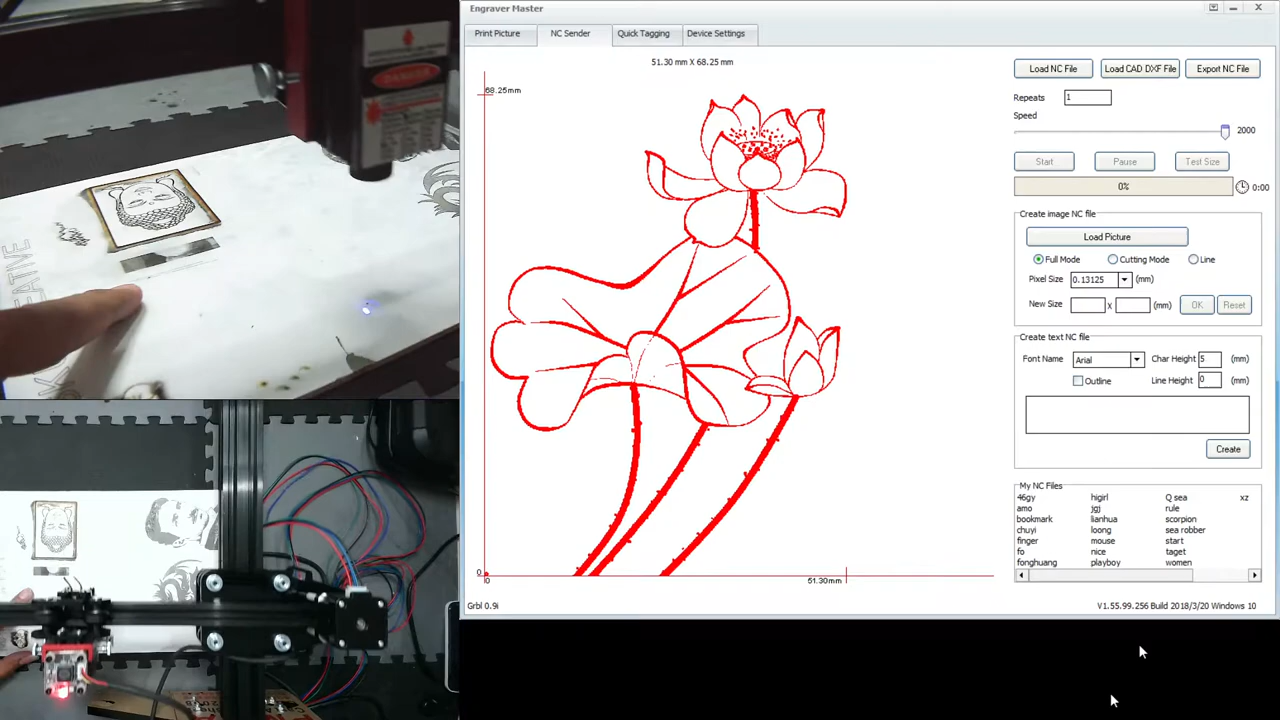 Engraver Master
Print Picture
NC Sender
Quick Tagging
Device Settings
51.30 mm X 68.25 mm
68.25mm
0
0
51.30mm
Load NC File
Load CAD DXF File
Export NC File
Repeats
1
Speed
2000
Start
Pause
Test Size
0%
0:00
Create image NC file
Load Picture
Full Mode
Cutting Mode
Line
Pixel Size
0.13125
(mm)
New Size
X
(mm)
OK
Reset
Create text NC file
Font Name
Arial
Char Height
5
(mm)
Outline
Line Height
0
(mm)
Create
My NC Files
46gy higirl Q sea xz
amo jgj rule
bookmark lianhua scorpion
chuyi loong sea robber
finger mouse start
fo nice taget
fonghuang playboy women
Grbl 0.9i
V1.55.99.256 Build 2018/3/20 Windows 10
DANGER
EATIVE